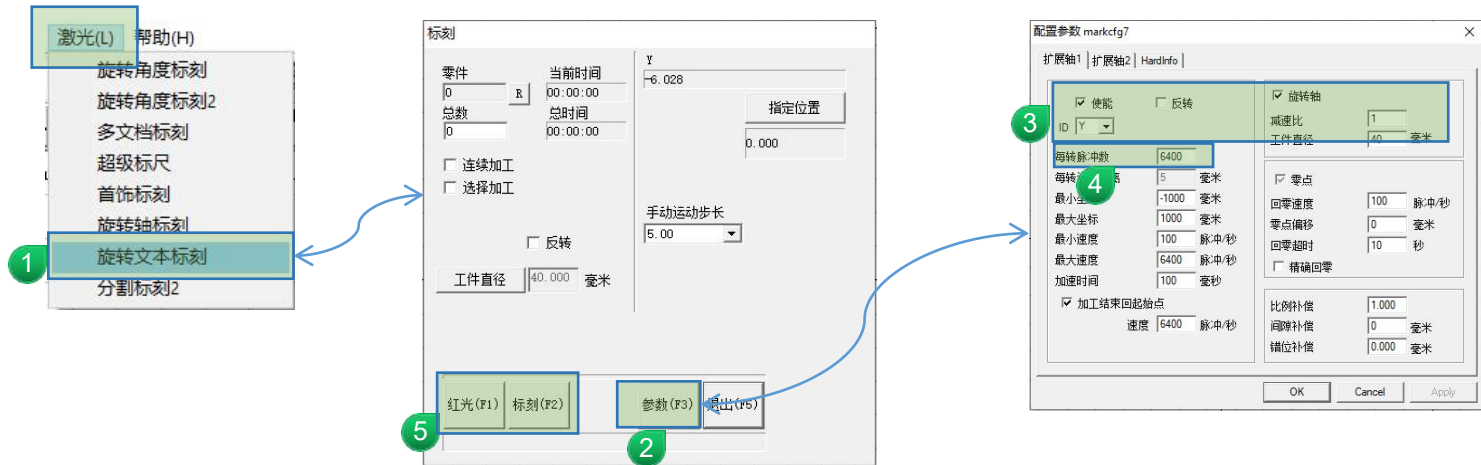 激光(L) 帮助(H)
旋转角度标刻
旋转角度标刻2
多文档标刻
超级标尺
首饰标刻
旋转轴标刻
1
旋转文本标刻
分割标刻2
标刻
零件
当前时间
0
R
00:00:00
总数
总时间
0
00:00:00
连续加工
选择加工
反转
工件直径
40.000
毫米
Y
-6.028
指定位置
0.000
手动运动步长
5.00
红光(F1)
标刻(F2)
参数(F3)
退出(F5)
5
2
配置参数 markcfg7
扩展轴1
扩展轴2
HardInfo
3
使能
反转
ID Y
每转脉冲数 6400
4
每转 5 毫米
最小 -1000 毫米
最大坐标 1000 毫米
最小速度 100 脉冲/秒
最大速度 6400 脉冲/秒
加速时间 100 毫秒
加工结束回起始点
速度 6400 脉冲/秒
旋转轴
减速比 1
工件直径 40 毫米
零点
回零速度 100 脉冲/秒
零点偏移 0 毫米
回零超时 10 秒
精确回零
比例补偿 1.000
间隙补偿 0 毫米
错位补偿 0.000 毫米
OK
Cancel
Apply